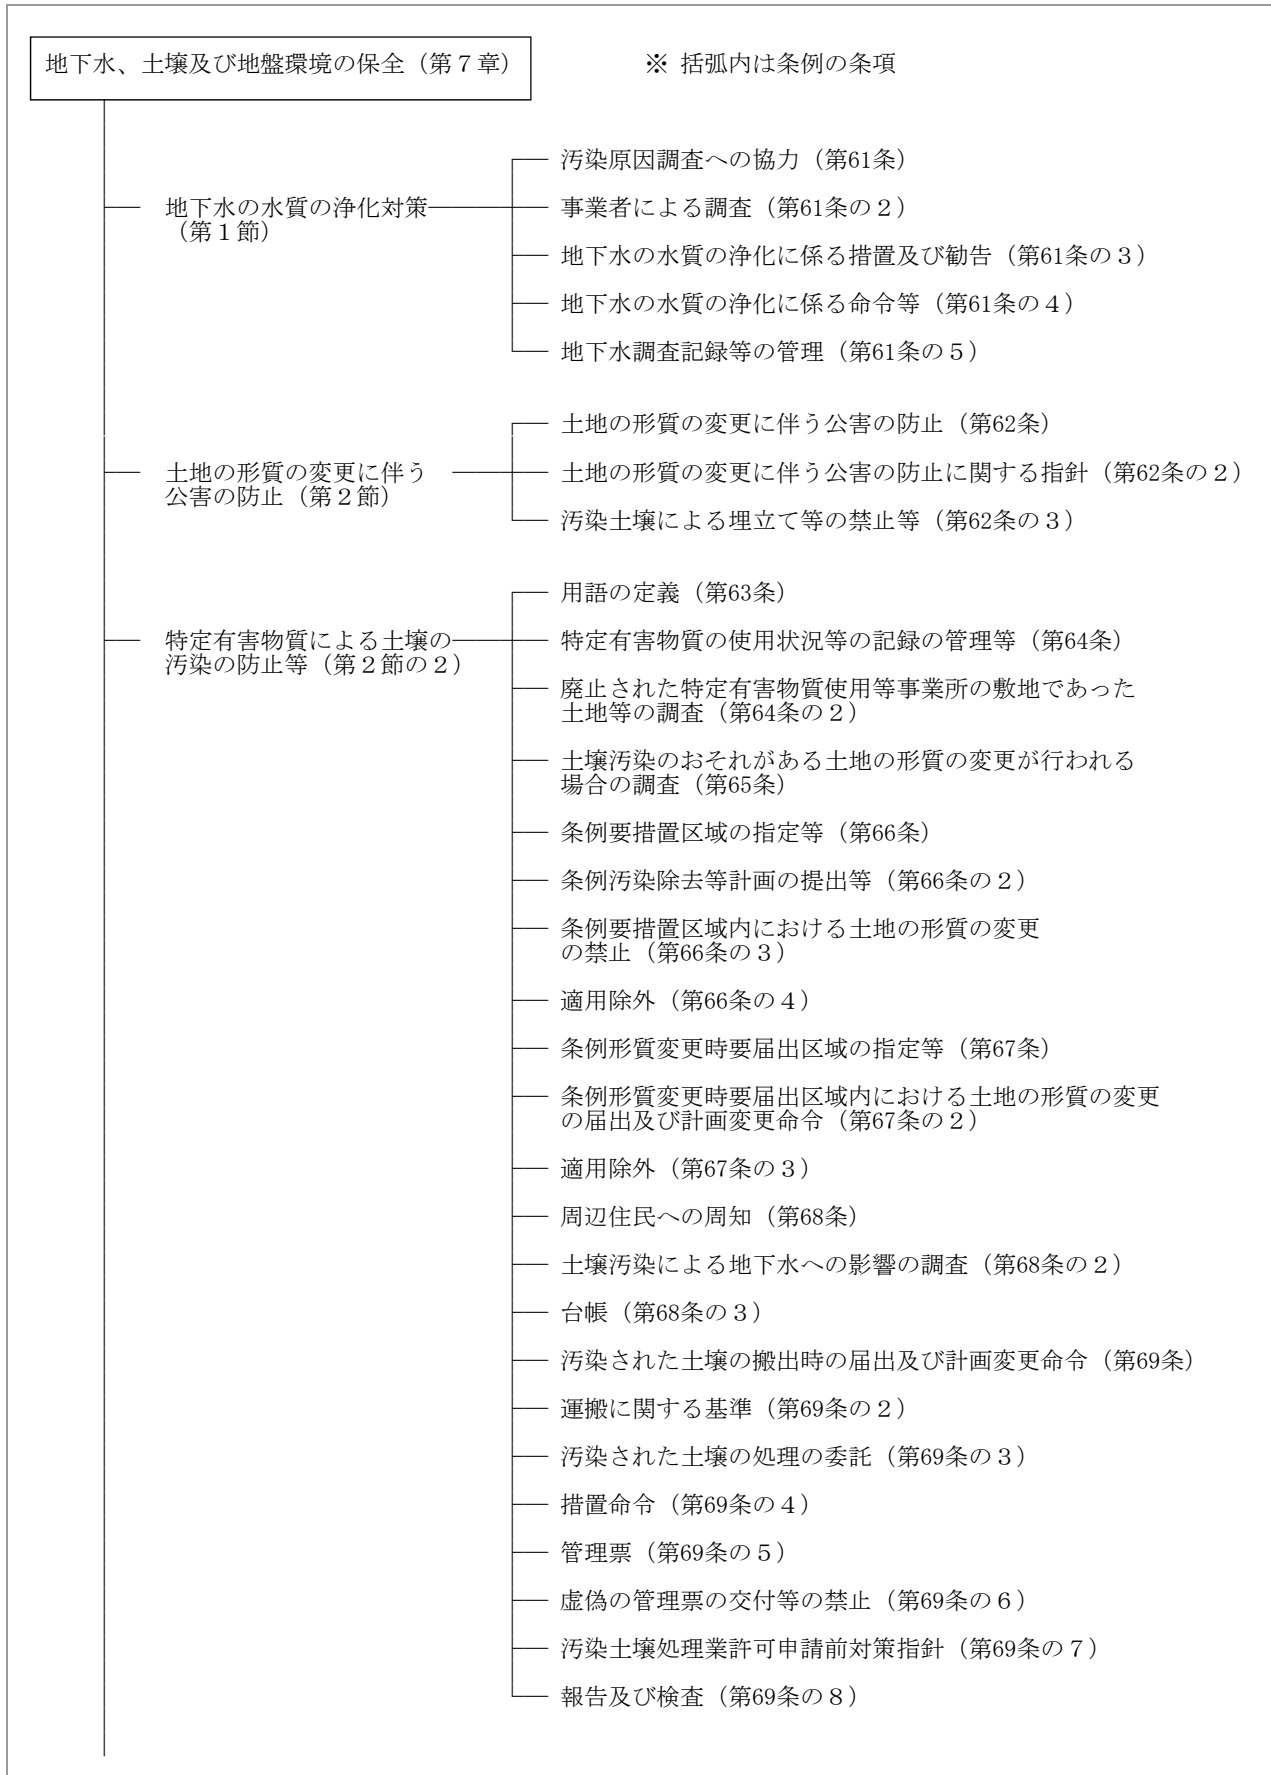 地下水、土壌及び地盤環境の保全（第７章）
※ 括弧内は条例の条項
汚染原因調査への協力（第61条）
地下水の水質の浄化対策
（第１節）
事業者による調査（第61条の２）
地下水の水質の浄化に係る措置及び勧告（第61条の３）
地下水の水質の浄化に係る命令等（第61条の４）
地下水調査記録等の管理（第61条の５）
土地の形質の変更に伴う公害の防止（第62条）
土地の形質の変更に伴う
公害の防止（第２節）
土地の形質の変更に伴う公害の防止に関する指針（第62条の２）
汚染土壌による埋立て等の禁止等（第62条の３）
用語の定義（第63条）
特定有害物質による土壌の
汚染の防止等（第２節の２）
特定有害物質の使用状況等の記録の管理等（第64条）
廃止された特定有害物質使用等事業所の敷地であった
土地等の調査（第64条の２）
土壌汚染のおそれがある土地の形質の変更が行われる
場合の調査（第65条）
条例要措置区域の指定等（第66条）
条例汚染除去等計画の提出等（第66条の２）
条例要措置区域内における土地の形質の変更
の禁止（第66条の３）
適用除外（第66条の４）
条例形質変更時要届出区域の指定等（第67条）
条例形質変更時要届出区域内における土地の形質の変更
の届出及び計画変更命令（第67条の２）
適用除外（第67条の３）
周辺住民への周知（第68条）
土壌汚染による地下水への影響の調査（第68条の２）
台帳（第68条の３）
汚染された土壌の搬出時の届出及び計画変更命令（第69条）
運搬に関する基準（第69条の２）
汚染された土壌の処理の委託（第69条の３）
措置命令（第69条の４）
管理票（第69条の５）
虚偽の管理票の交付等の禁止（第69条の６）
汚染土壌処理業許可申請前対策指針（第69条の７）
報告及び検査（第69条の８）